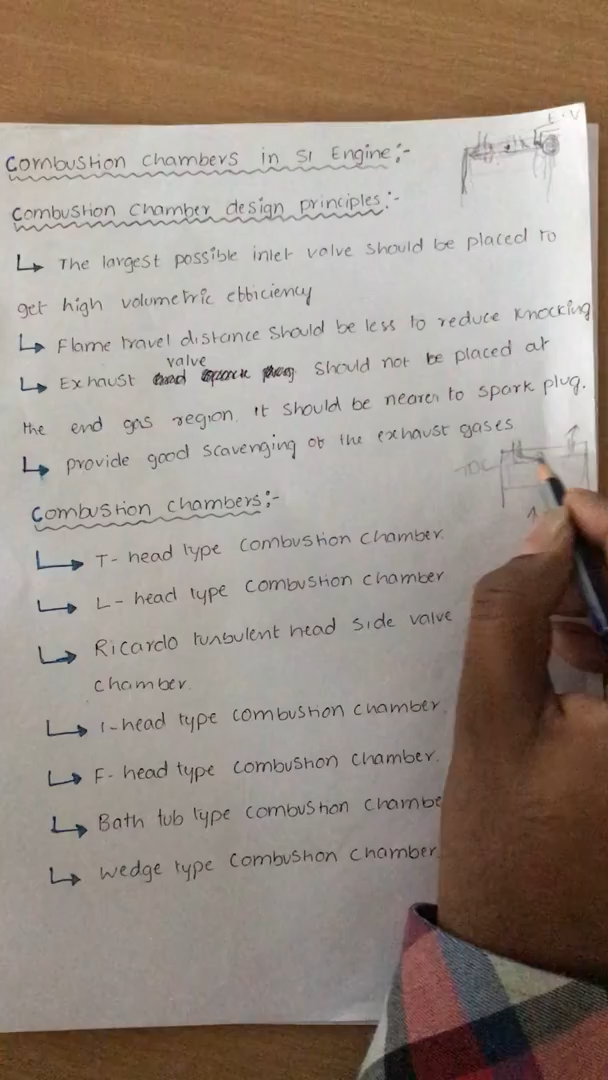 Combustion chambers in SI Engine:-
E.V
Combustion chamber design principles:-
The largest possible inlet valve should be placed to
get high volumetric efficiency
Flame travel distance should be less to reduce knocking
valve
Exhaust should not be placed at
the end gas region. It should be nearer to spark plug.
provide good scavenging of the exhaust gases
TDC
Combustion chambers:-
T-head type combustion chamber.
L-head type combustion chamber
Ricardo turbulent head side valve
chamber.
I-head type combustion chamber.
F-head type combustion chamber.
Bath tub type combustion chambe
wedge type combustion chamber.